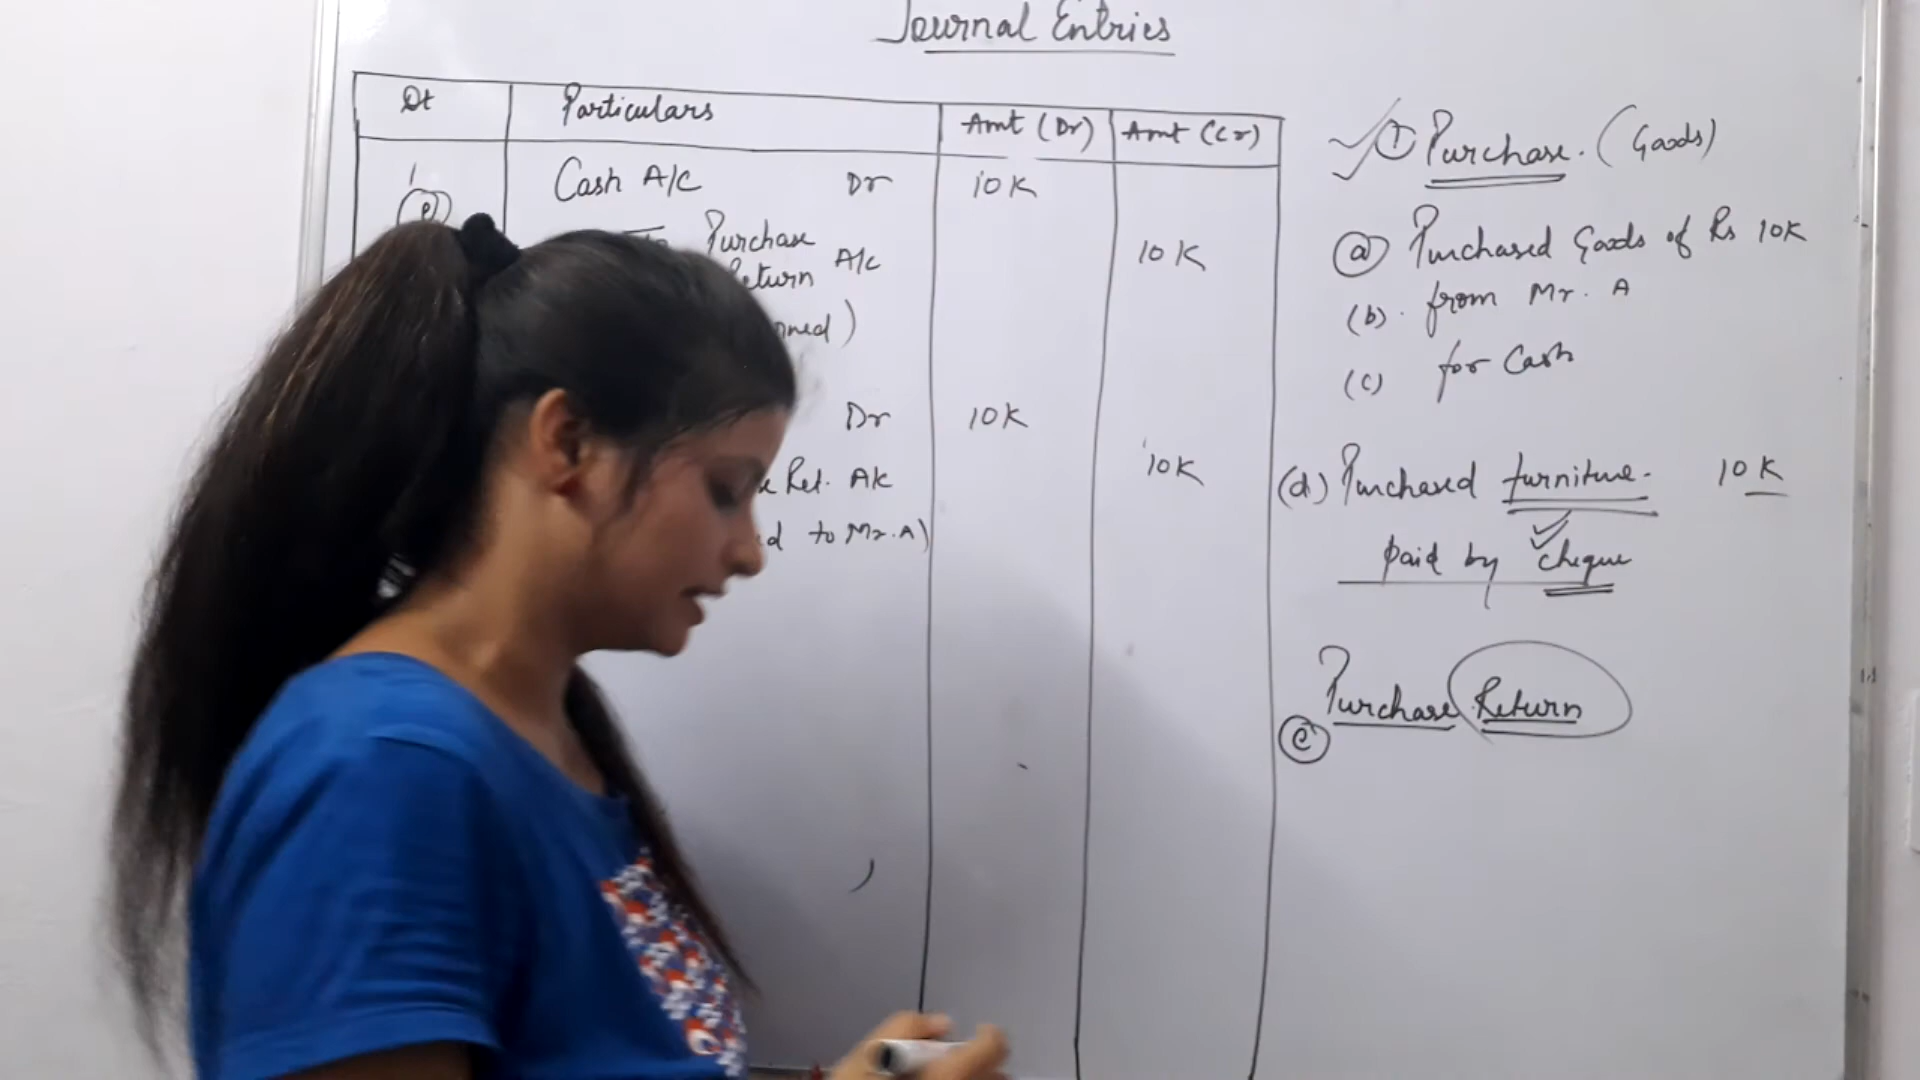 Journal Entries
Dt Particulars Amt (Dr) Amt (Cr)
1 Cash A/c Dr 10K
(e)
Purchase
Return A/c 10K
rned)
Dr 10K
Ret. A/c 10K
d to Mr. A)
① Purchase. (Goods)
(a) Purchased Goods of Rs 10K
(b). from Mr. A
(c) for Cash
(d) Purchased furniture. 10K
paid by cheque
Purchase Return
(e)